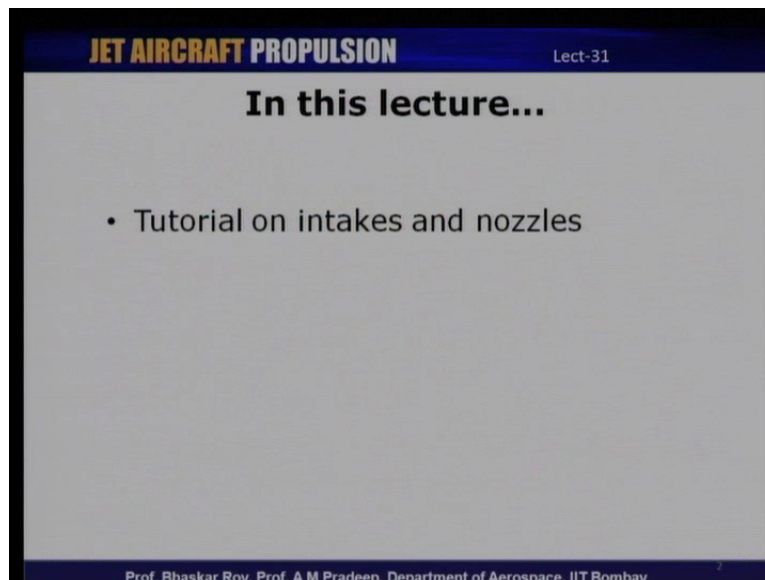 JET AIRCRAFT PROPULSION Lect-31
In this lecture...
• Tutorial on intakes and nozzles
Prof. Bhaskar Roy, Prof. A M Pradeep, Department of Aerospace, IIT Bombay
2